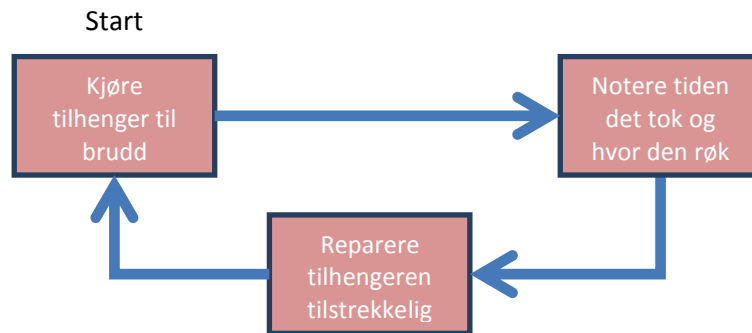 Start
Kjøre
tilhenger til
brudd
Notere tiden
det tok og
hvor den røk
Reparere
tilhengeren
tilstrekkelig